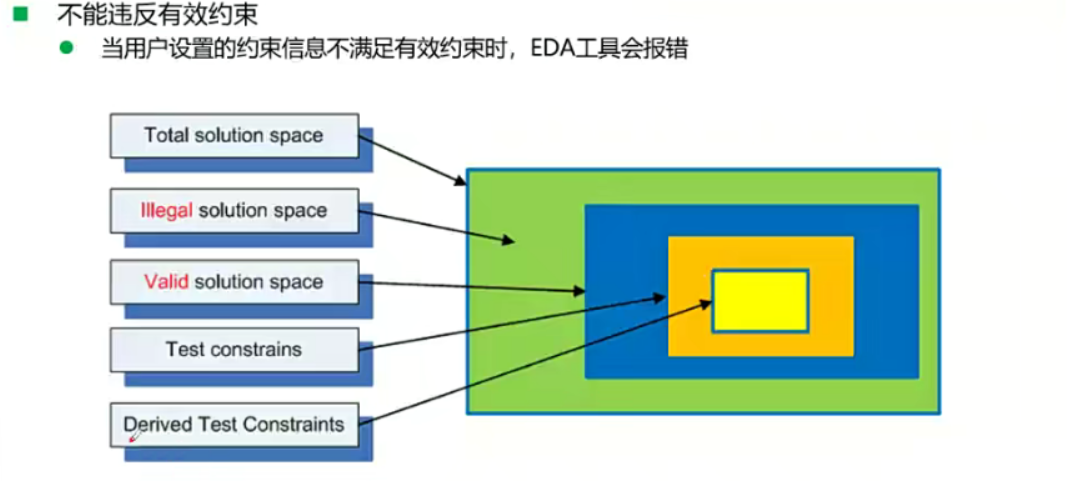 不能违反有效约束
当用户设置的约束信息不满足有效约束时，EDA工具会报错
Total solution space
Illegal solution space
Valid solution space
Test constrains
Derived Test Constraints